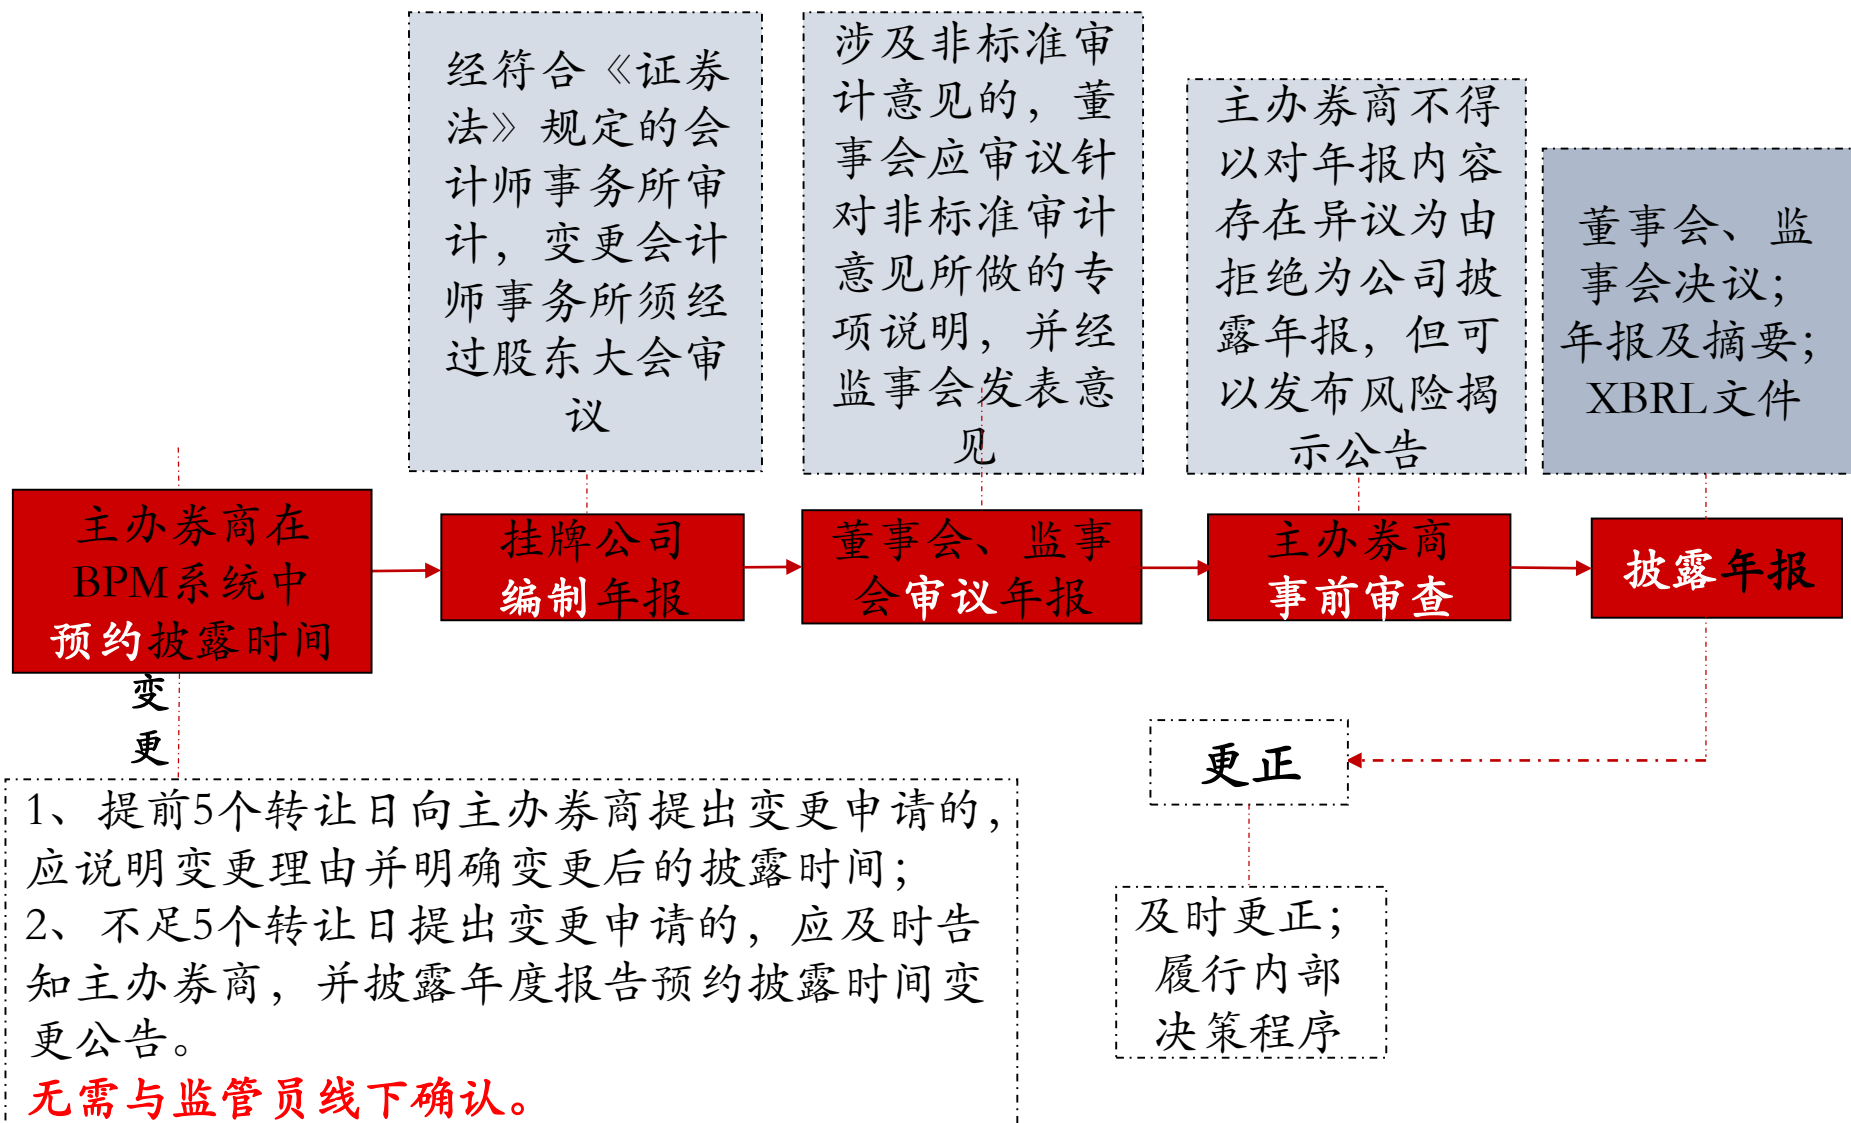 经符合《证券
法》规定的会
计师事务所审
计，变更会计
师事务所须经
过股东大会审
议
涉及非标准审
计意见的，董
事会应审议针
对非标准审计
意见所做的专
项说明，并经
监事会发表意
见
主办券商不得
以对年报内容
存在异议为由
拒绝为公司披
露年报，但可
以发布风险揭
示公告
董事会、监
事会决议；
年报及摘要；
XBRL文件
主办券商在
BPM系统中
预约披露时间
挂牌公司
编制年报
董事会、监事
会审议年报
主办券商
事前审查
披露年报
变
更
更正
1、提前5个转让日向主办券商提出变更申请的，
应说明变更理由并明确变更后的披露时间；
2、不足5个转让日提出变更申请的，应及时告
知主办券商，并披露年度报告预约披露时间变
更公告。
无需与监管员线下确认。
及时更正；
履行内部
决策程序